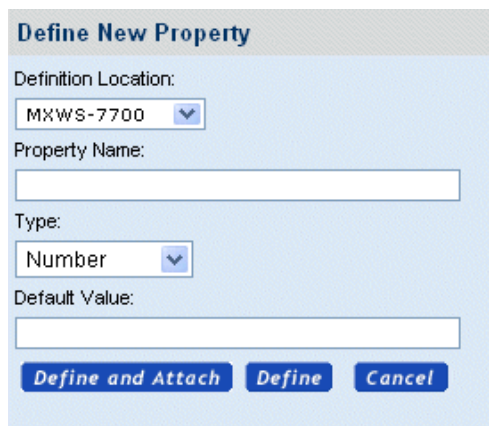 Define New Property
Definition Location:
MXWS-7700
Property Name:
Type:
Number
Default Value:
Define and Attach Define Cancel